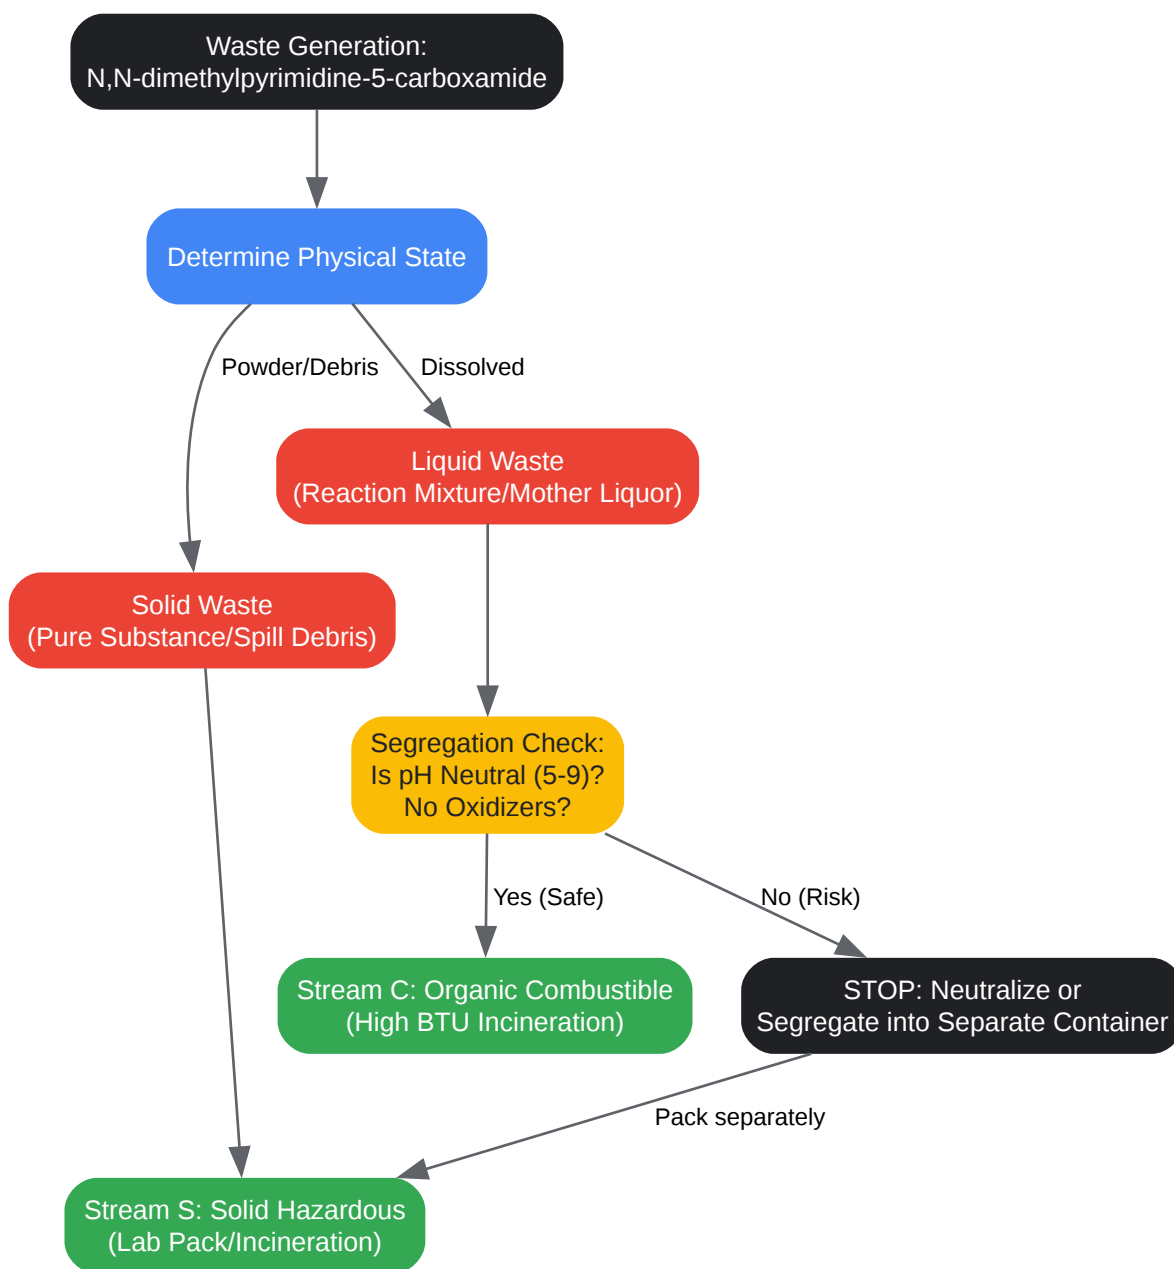 Waste Generation:
N,N-dimethylpyrimidine-5-carboxamide
Determine Physical State
Powder/Debris
Dissolved
Liquid Waste
(Reaction Mixture/Mother Liquor)
Solid Waste
(Pure Substance/Spill Debris)
Segregation Check:
Is pH Neutral (5-9)?
No Oxidizers?
Yes (Safe)
No (Risk)
Stream C: Organic Combustible
(High BTU Incineration)
STOP: Neutralize or
Segregate into Separate Container
Pack separately
Stream S: Solid Hazardous
(Lab Pack/Incineration)